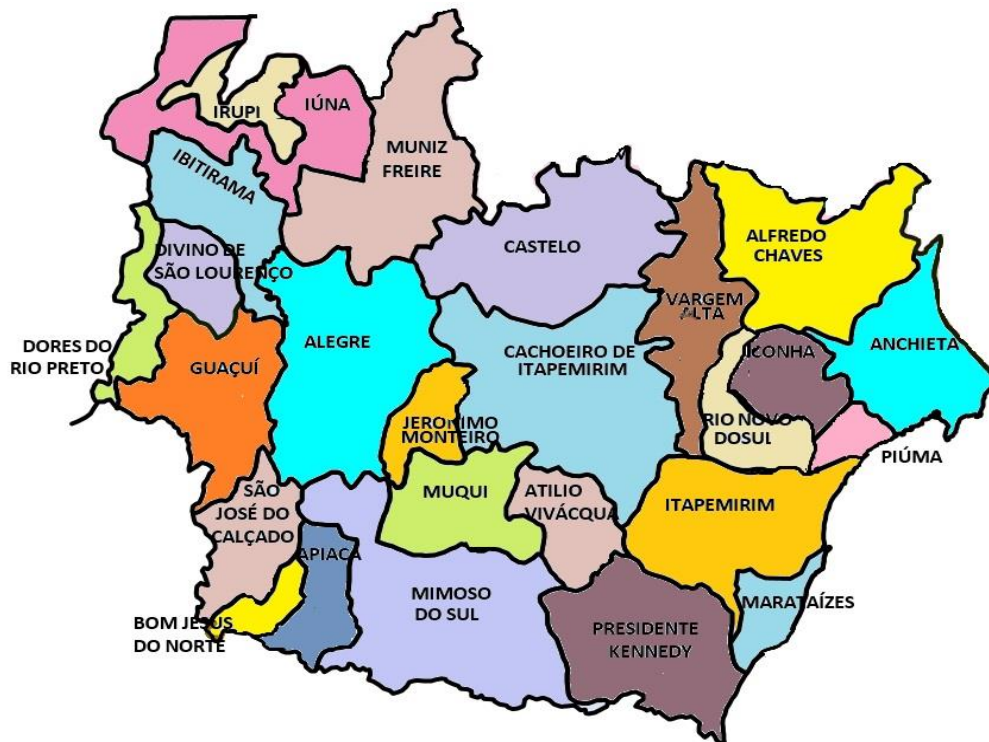 IRUPI
IÚNA
MUNIZ
FREIRE
IBITIRAMA
DIVINO DE
SÃO LOURENÇO
CASTELO
ALFREDO
CHAVES
VARGEM
ALTA
DORES DO
RIO PRETO
GUAÇUÍ
ALEGRE
CACHOEIRO DE
ITAPEMIRIM
ICONHA
ANCHIETA
JERONIMO
MONTEIRO
RIO NOVO
DOSUL
PIÚMA
SÃO
JOSÉ DO
CALÇADO
MUQUI
ATILIO
VIVÁCQUA
ITAPEMIRIM
APIACÁ
MIMOSO
DO SUL
MARATAÍZES
BOM JESUS
DO NORTE
PRESIDENTE
KENNEDY